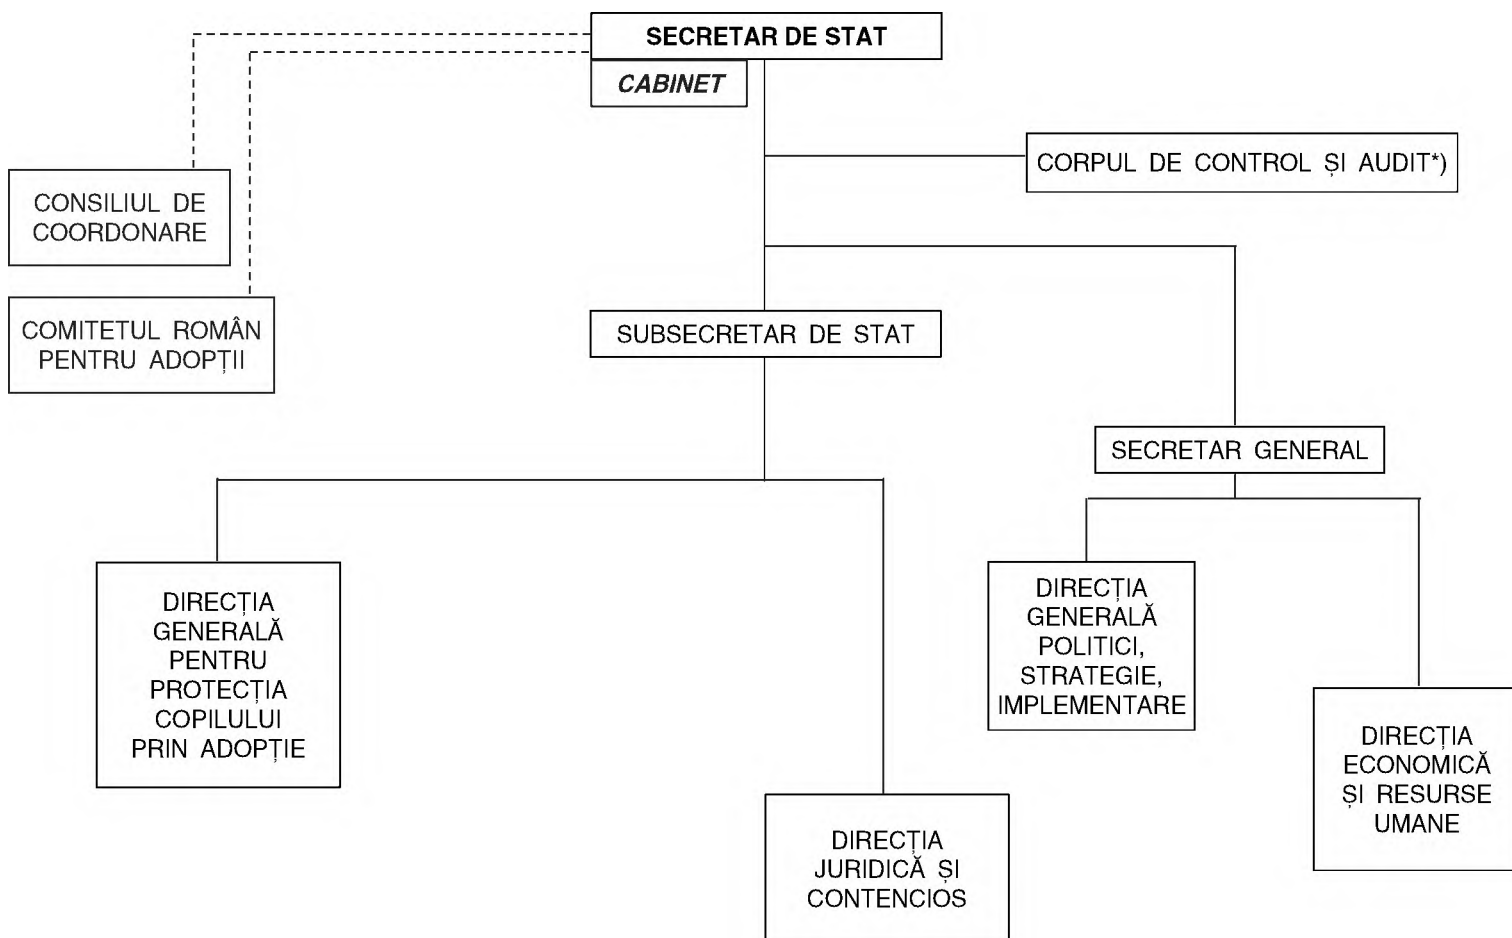 SECRETAR DE STAT
CABINET
CORPUL DE CONTROL ȘI AUDIT*)
CONSILIUL DE
COORDONARE
COMITETUL ROMÂN
PENTRU ADOPȚII
SUBSECRETAR DE STAT
SECRETAR GENERAL
DIRECȚIA
GENERALĂ
PENTRU
PROTECȚIA
COPILULUI
PRIN ADOPȚIE
DIRECȚIA
JURIDICĂ ȘI
CONTENCIOS
DIRECȚIA
GENERALĂ
POLITICI,
STRATEGIE,
IMPLEMENTARE
DIRECȚIA
ECONOMICĂ
ȘI RESURSE
UMANE